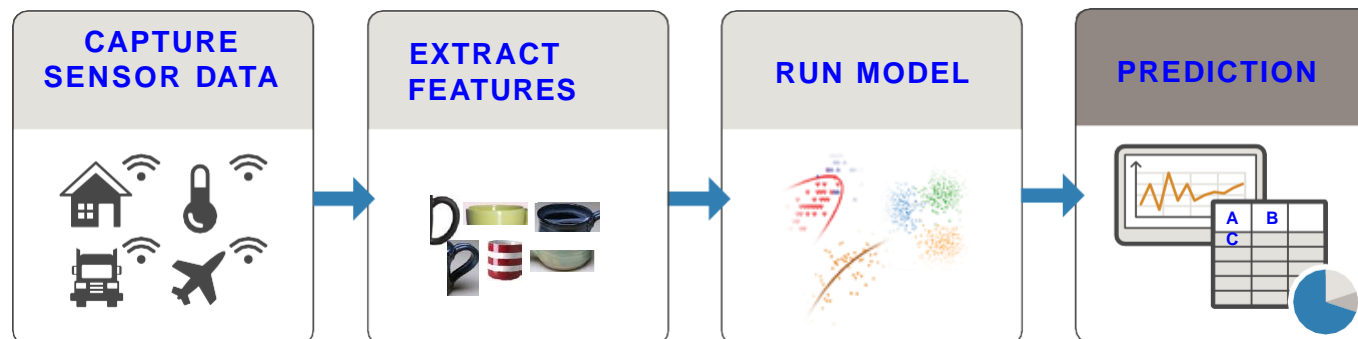 CAPTURE
SENSOR DATA
EXTRACT
FEATURES
RUN MODEL
PREDICTION
A B
C